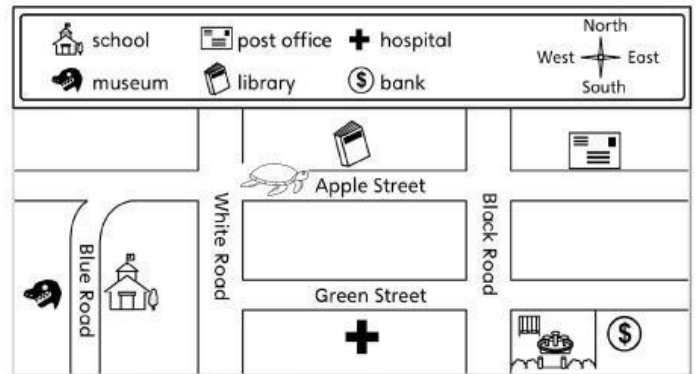 school post office hospital
North
West East
museum library $ bank
South
Apple Street
White Road
Black Road
Blue Road
Green Street
$